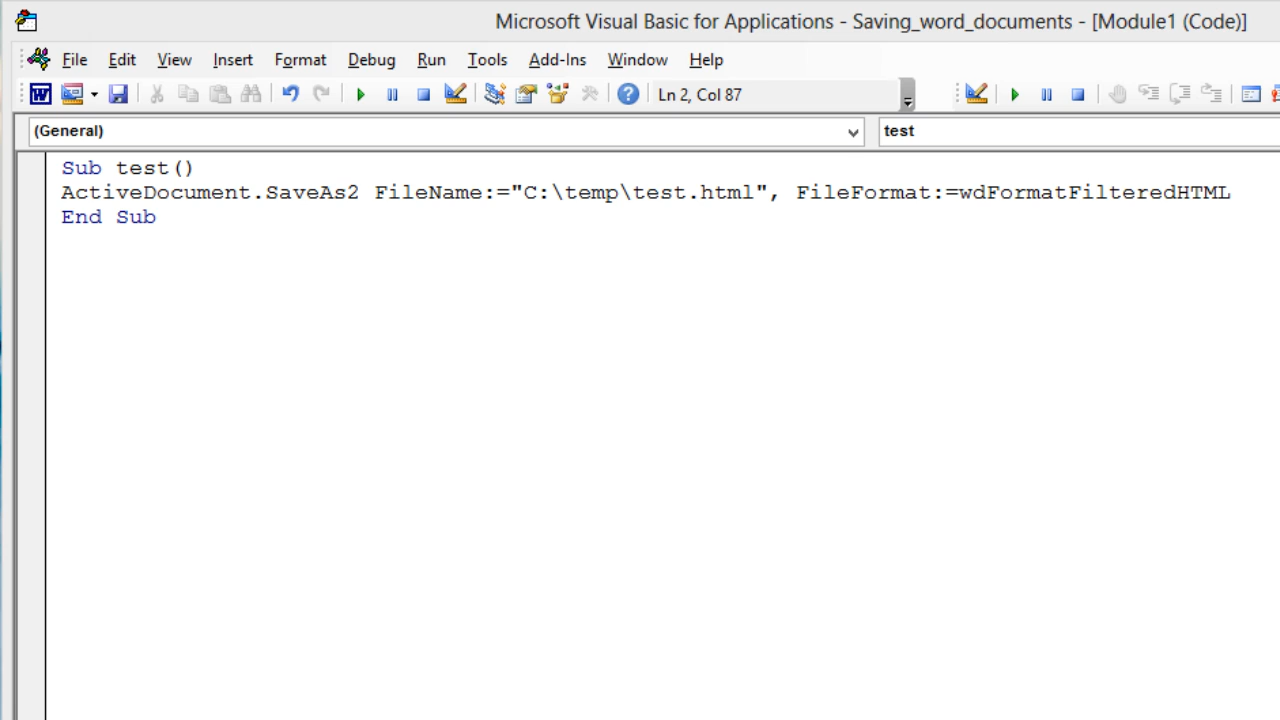 Microsoft Visual Basic for Applications - Saving_word_documents - [Module1 (Code)]
File Edit View Insert Format Debug Run Tools Add-Ins Window Help
Ln 2, Col 87
(General) test
Sub test()
ActiveDocument.SaveAs2 FileName:="C:\temp\test.html", FileFormat:=wdFormatFilteredHTML
End Sub